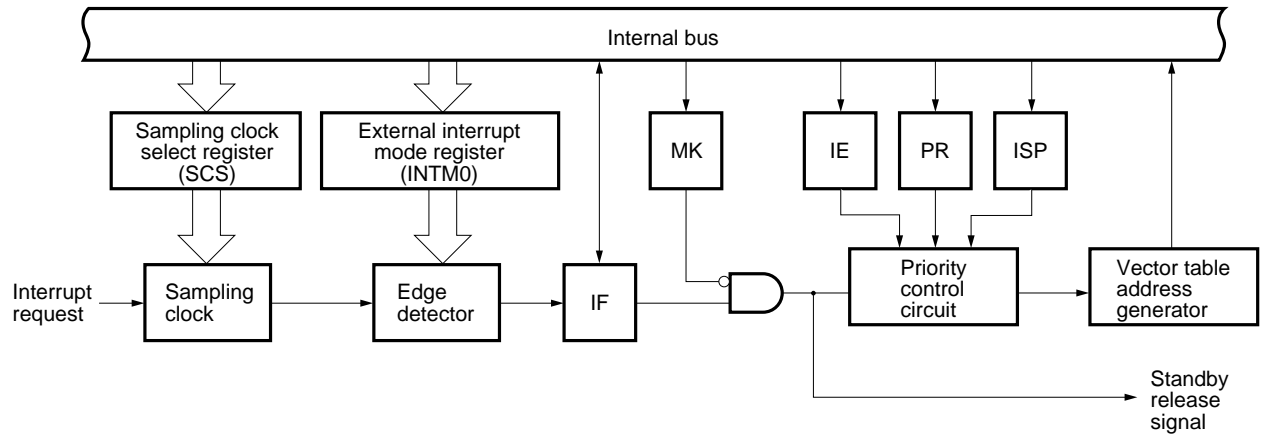 Internal bus
Sampling clock
select register
(SCS)
External interrupt
mode register
(INTM0)
MK
IE
PR
ISP
Interrupt
request
Sampling
clock
Edge
detector
IF
Priority
control
circuit
Vector table
address
generator
Standby
release
signal